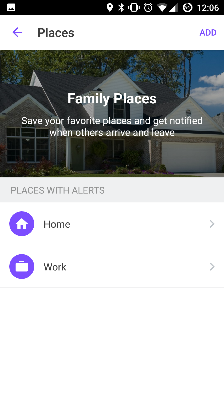 12:06
Places
ADD
Family Places
Save your favorite places and get notified
when others arrive and leave
PLACES WITH ALERTS
Home
Work